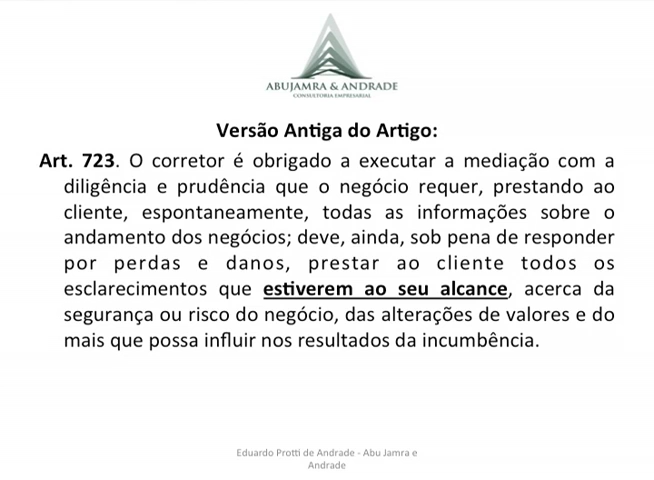 ABUJAMRA & ANDRADE
CONSULTORIA EMPRESARIAL
Versão Antiga do Artigo:
Art. 723. O corretor é obrigado a executar a mediação com a
diligência e prudência que o negócio requer, prestando ao
cliente, espontaneamente, todas as informações sobre o
andamento dos negócios; deve, ainda, sob pena de responder
por perdas e danos, prestar ao cliente todos os
esclarecimentos que estiverem ao seu alcance, acerca da
segurança ou risco do negócio, das alterações de valores e do
mais que possa influir nos resultados da incumbência.
Eduardo Protti de Andrade - Abu Jamra e
Andrade